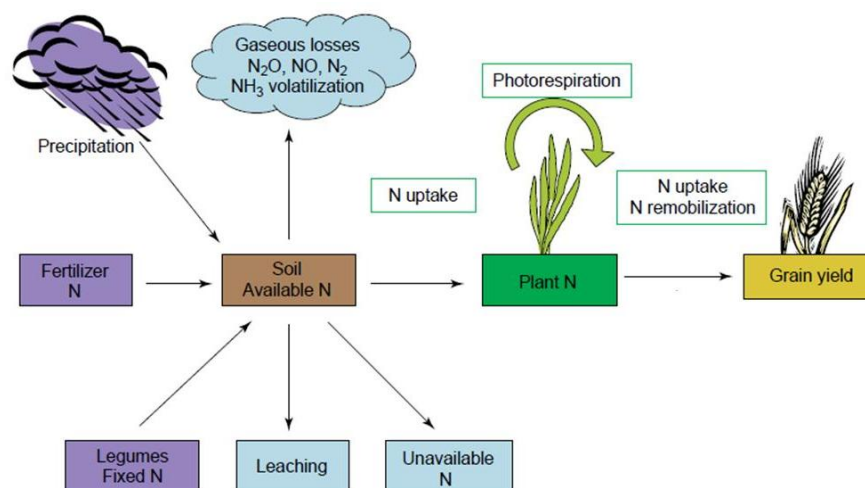 Gaseous losses
N₂O, NO, N₂
NH₃ volatilization
Photorespiration
Precipitation
N uptake
N uptake
N remobilization
Fertilizer
N
Soil
Available N
Plant N
Grain yield
Legumes
Fixed N
Leaching
Unavailable
N